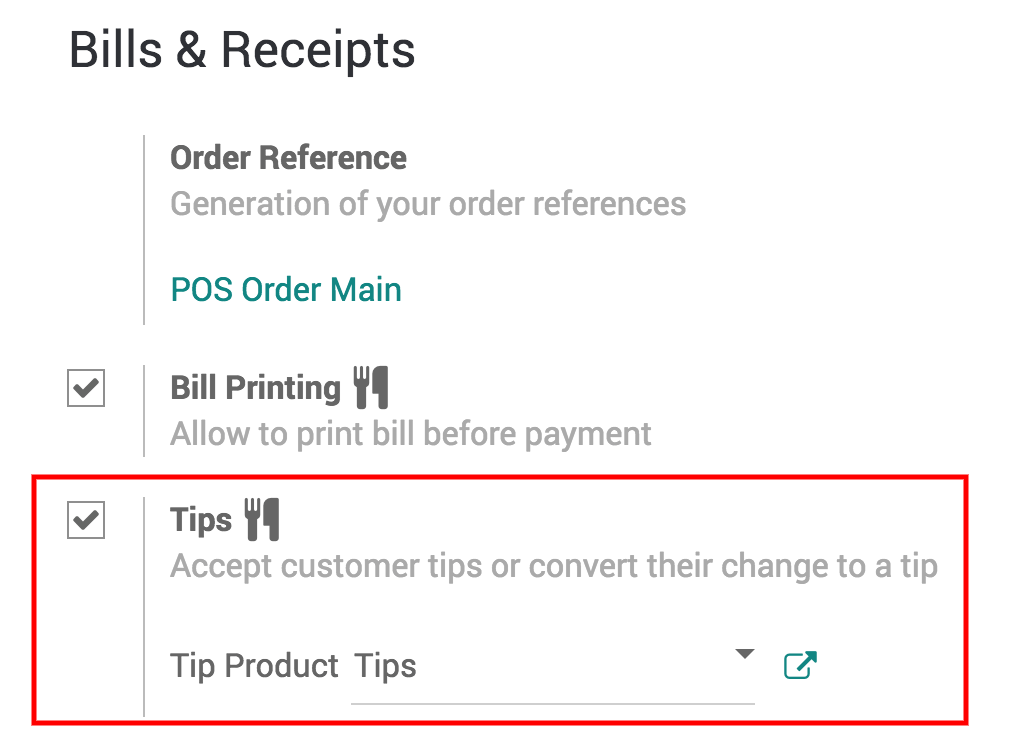 Bills & Receipts
Order Reference
Generation of your order references
POS Order Main
Bill Printing
Allow to print bill before payment
Tips
Accept customer tips or convert their change to a tip
Tip Product Tips